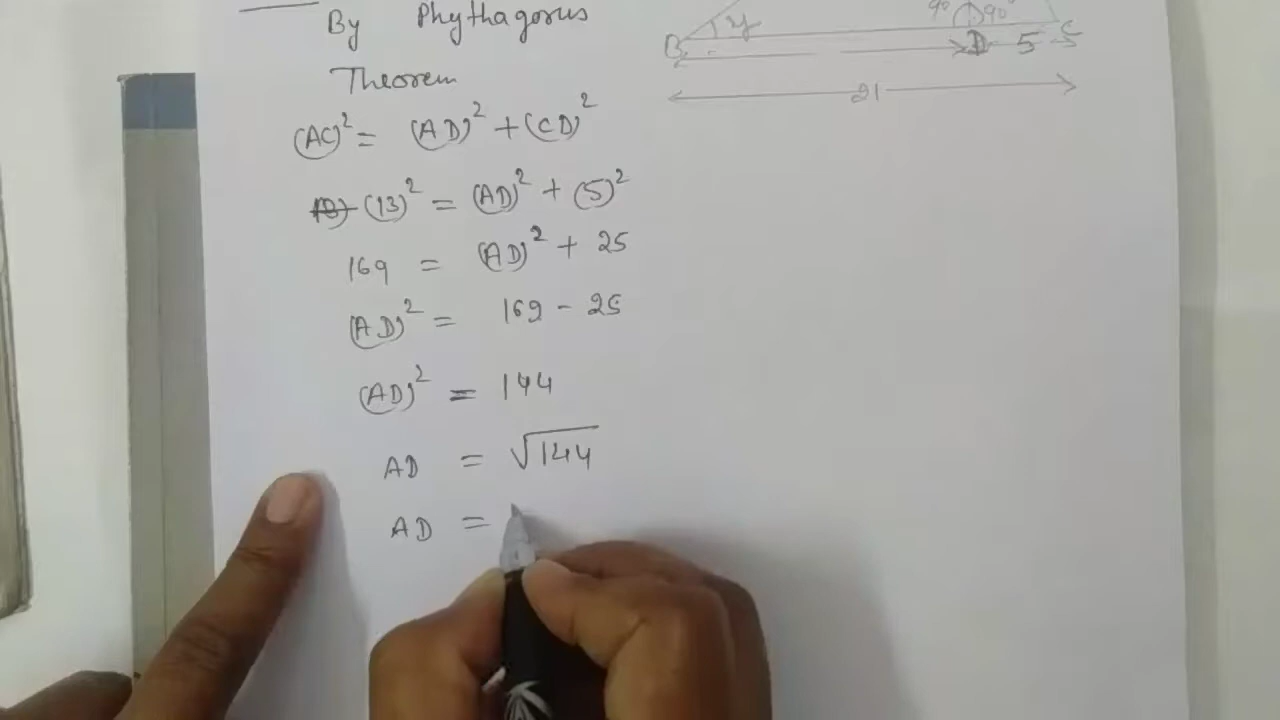 By Phythagorus
Theorem
(AC)² = (AD)² + (CD)²
(13)² = (AD)² + (5)²
169 = (AD)² + 25
(AD)² = 169 - 25
(AD)² = 144
AD = √144
AD =
90 90°
B y D 5 C
21